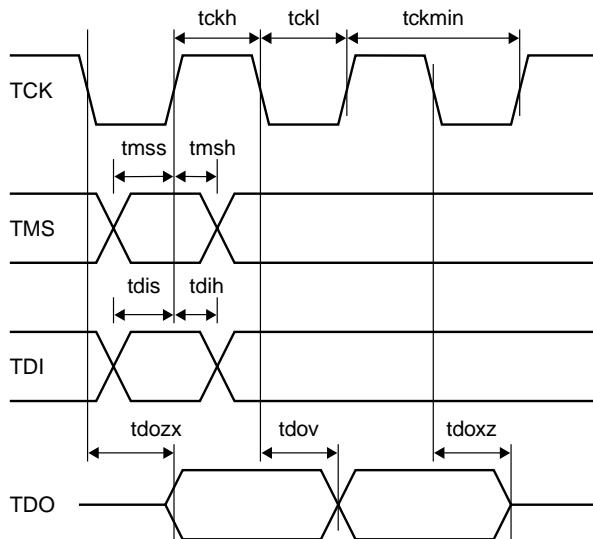 tckh tckl tckmin
TCK
tmss tmsh
TMS
tdis tdih
TDI
tdozx tdov tdoxz
TDO